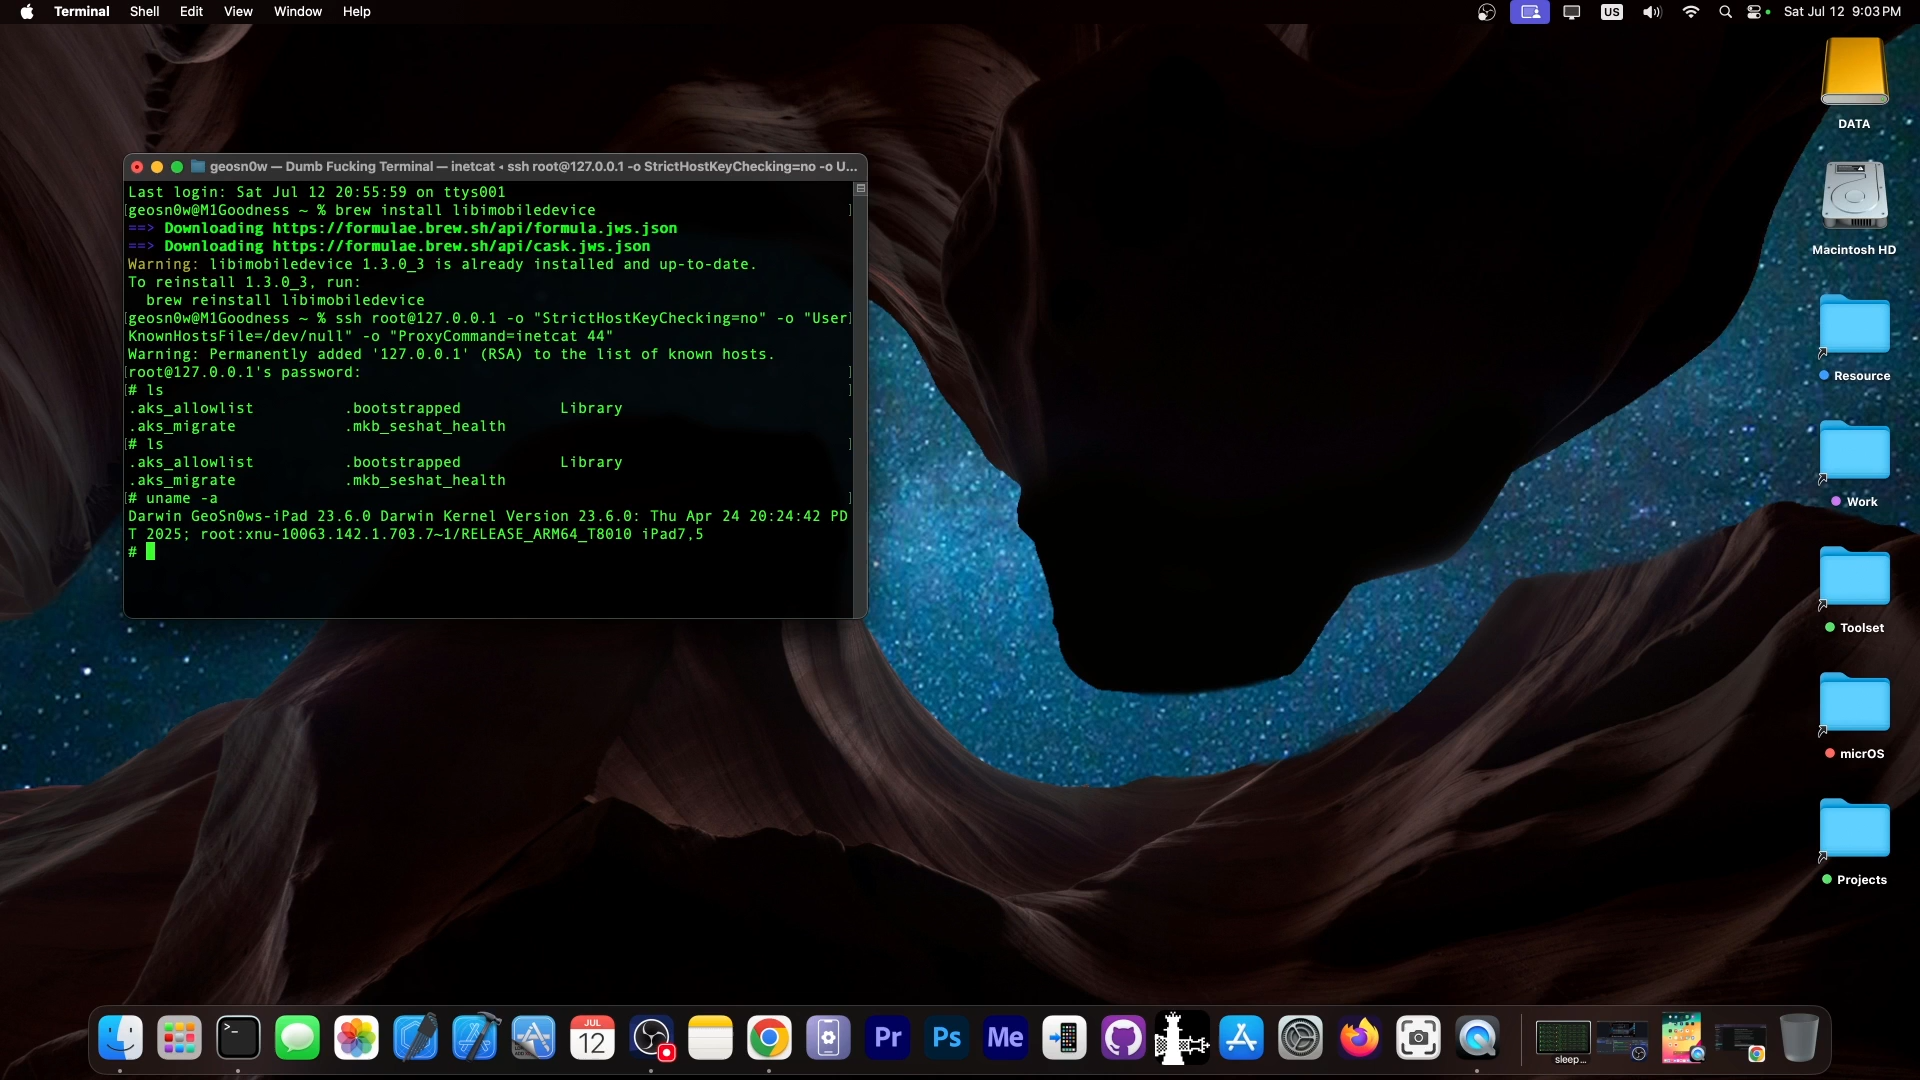 Terminal Shell Edit View Window Help US Sat Jul 12 9:03 PM
geosn0w — Dumb Fucking Terminal — inetcat ◂ ssh root@127.0.0.1 -o StrictHostKeyChecking=no -o U...
Last login: Sat Jul 12 20:55:59 on ttys001
[geosn0w@M1Goodness ~ % brew install libimobiledevice ]
==> Downloading https://formulae.brew.sh/api/formula.jws.json
==> Downloading https://formulae.brew.sh/api/cask.jws.json
Warning: libimobiledevice 1.3.0_3 is already installed and up-to-date.
To reinstall 1.3.0_3, run:
  brew reinstall libimobiledevice
[geosn0w@M1Goodness ~ % ssh root@127.0.0.1 -o "StrictHostKeyChecking=no" -o "User]
KnownHostsFile=/dev/null" -o "ProxyCommand=inetcat 44"
Warning: Permanently added '127.0.0.1' (RSA) to the list of known hosts.
[root@127.0.0.1's password: ]
[# ls ]
.aks_allowlist .bootstrapped Library
.aks_migrate .mkb_seshat_health
[# ls ]
.aks_allowlist .bootstrapped Library
.aks_migrate .mkb_seshat_health
[# uname -a ]
Darwin GeoSn0ws-iPad 23.6.0 Darwin Kernel Version 23.6.0: Thu Apr 24 20:24:42 PD
T 2025; root:xnu-10063.142.1.703.7~1/RELEASE_ARM64_T8010 iPad7,5
#
DATA
Macintosh HD
Resource
Work
Toolset
micrOS
Projects
>_
JUL
12
Pr
Ps
Me
sleep...